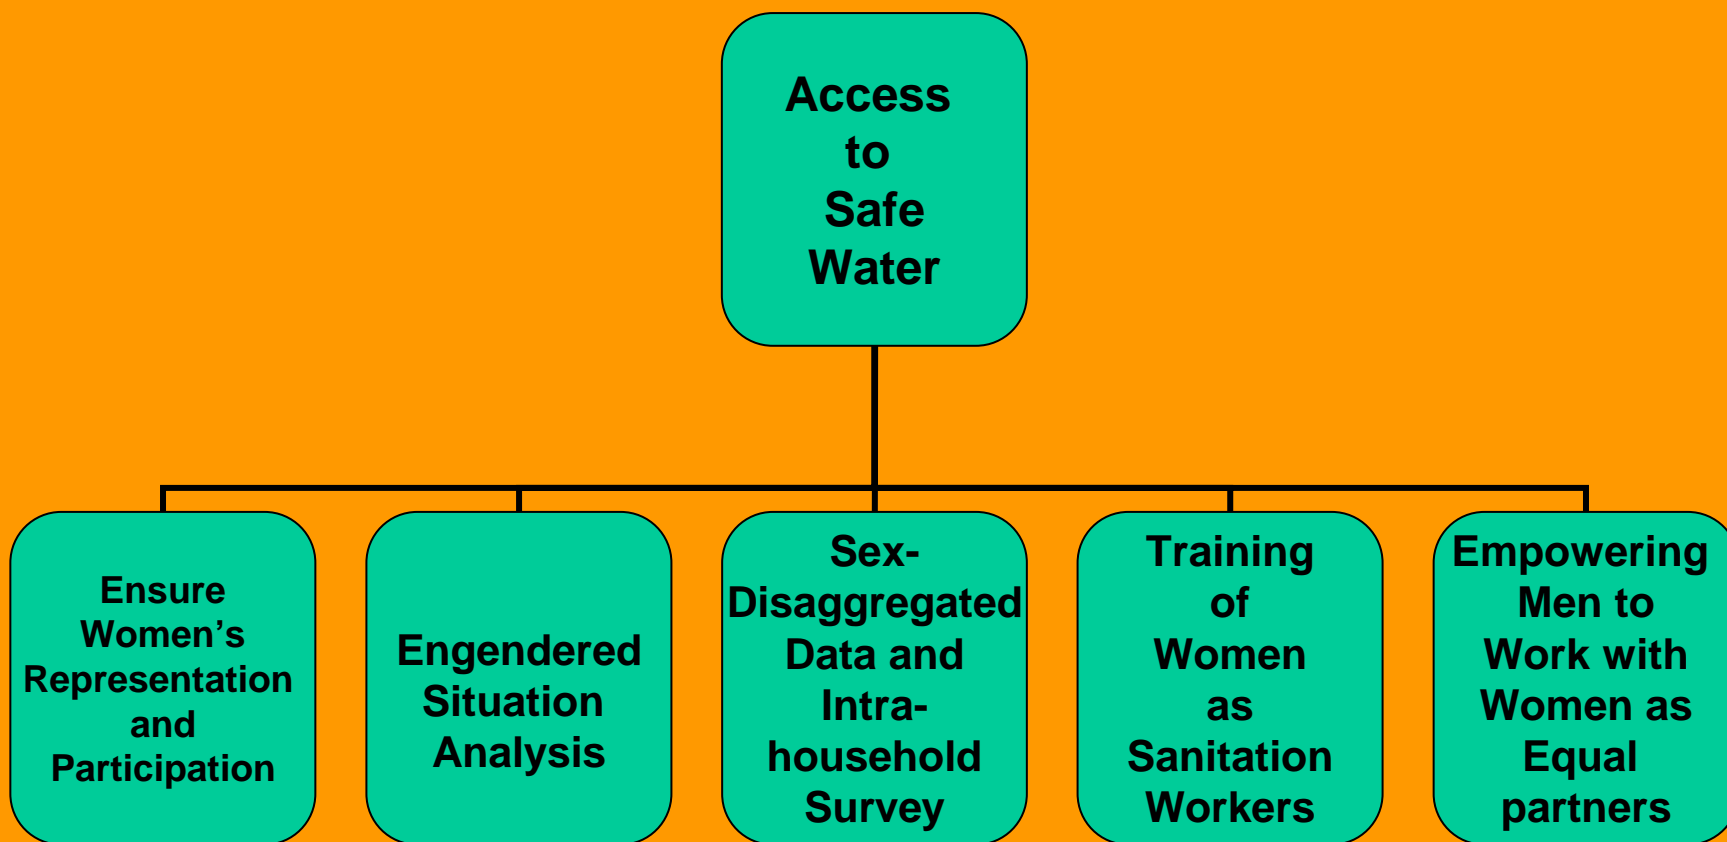 Access
to
Safe
Water
Ensure
Women’s
Representation
and
Participation
Engendered
Situation
Analysis
Sex-
Disaggregated
Data and
Intra-
household
Survey
Training
of
Women
as
Sanitation
Workers
Empowering
Men to
Work with
Women as
Equal
partners